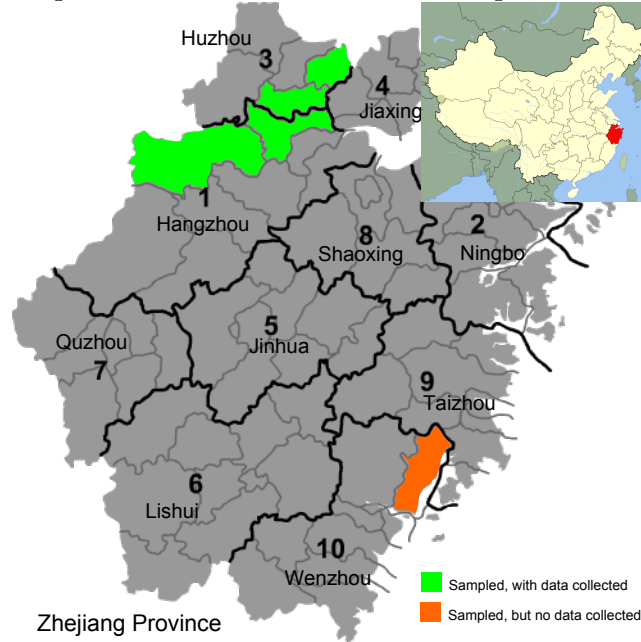 Huzhou
3
4
Jiaxing
1
Hangzhou
8
Shaoxing
2
Ningbo
5
Jinhua
Quzhou
7
9
Taizhou
6
Lishui
10
Wenzhou
Sampled, with data collected
Sampled, but no data collected
Zhejiang Province